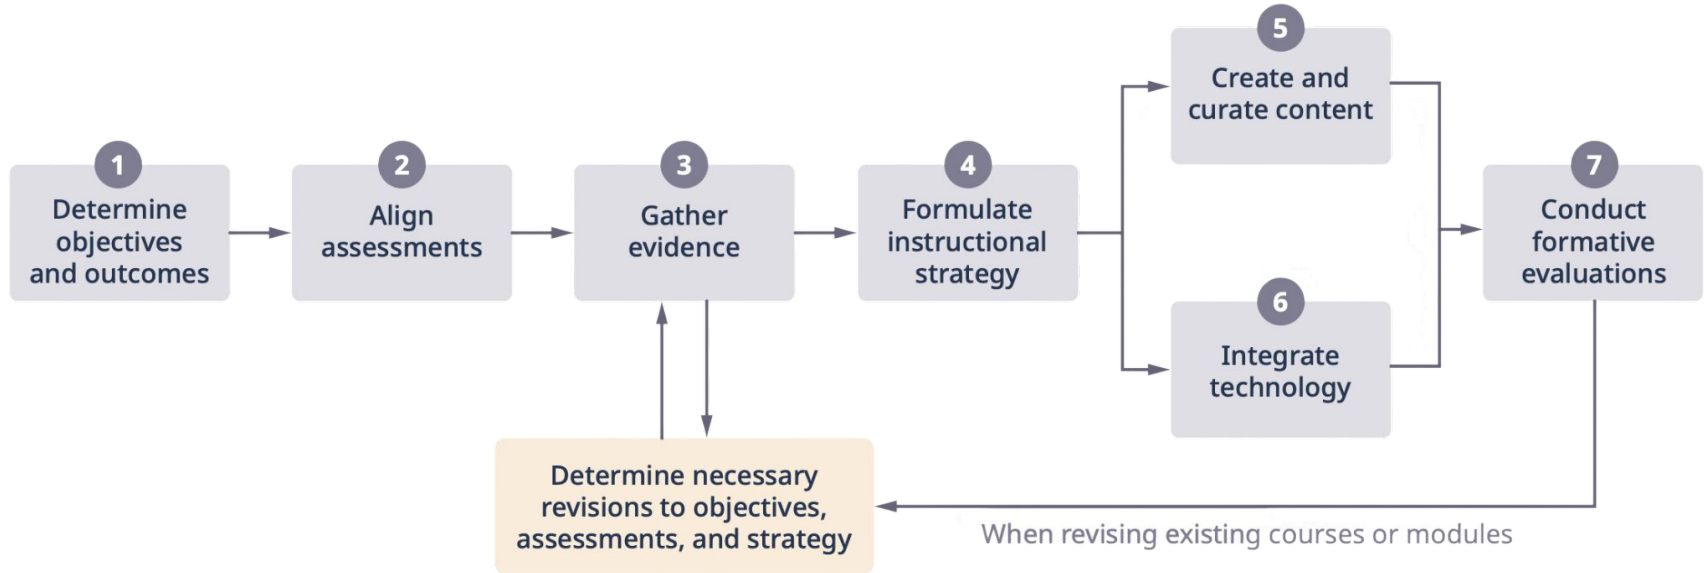 1
Determine
objectives
and outcomes
2
Align
assessments
3
Gather
evidence
4
Formulate
instructional
strategy
5
Create and
curate content
6
Integrate
technology
7
Conduct
formative
evaluations
Determine necessary
revisions to objectives,
assessments, and strategy
When revising existing courses or modules